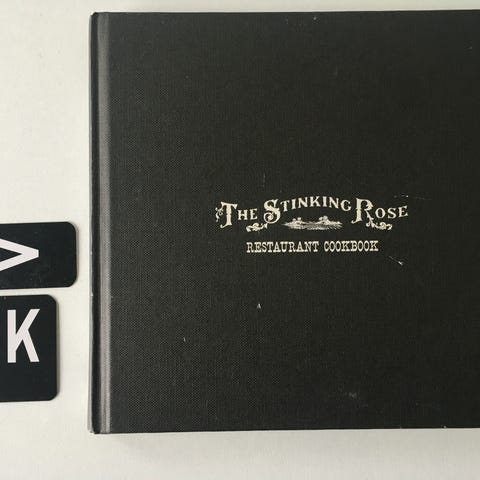 THE STINKING ROSE
RESTAURANT COOKBOOK
>
K